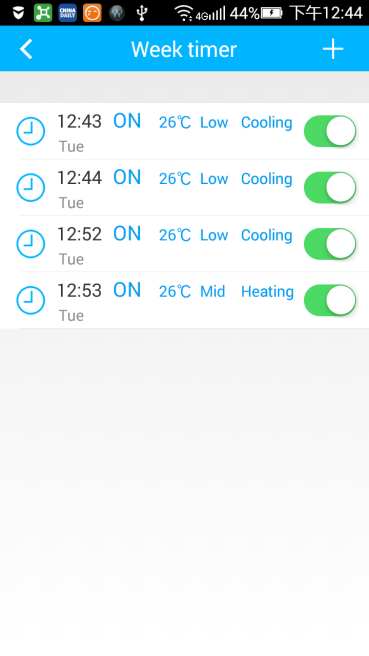 CHINA DAILY 4G 44% 下午12:44
Week timer
12:43 ON 26℃ Low Cooling
Tue
12:44 ON 26℃ Low Cooling
Tue
12:52 ON 26℃ Low Cooling
Tue
12:53 ON 26℃ Mid Heating
Tue